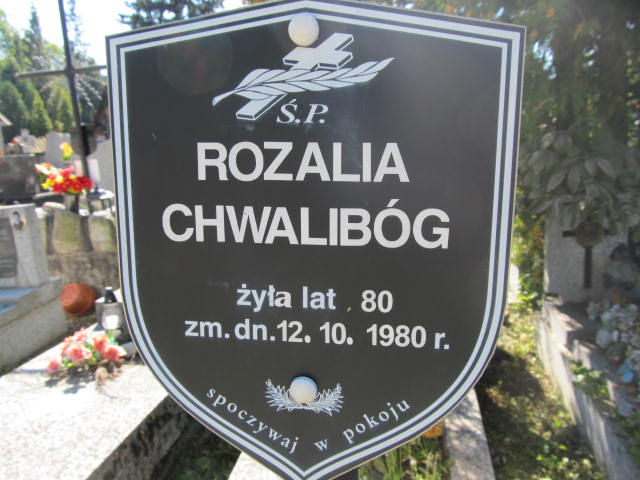 Ś.P.
ROZALIA
CHWALIBÓG
żyła lat 80
zm. dn. 12. 10. 1980 r.
spoczywaj w pokoju